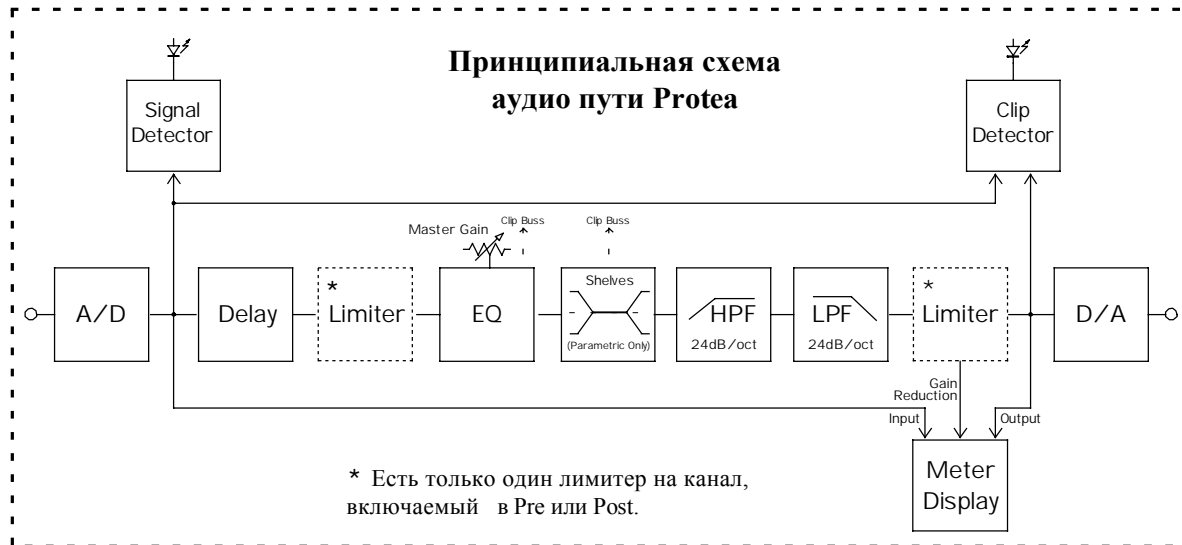 Принципиальная схема
аудио пути Protea
Signal
Detector
Clip
Detector
Master Gain
Clip Buss
Clip Buss
A/D
Delay
*
Limiter
EQ
Shelves
(Parametric Only)
HPF
24dB/oct
LPF
24dB/oct
*
Limiter
D/A
Gain
Reduction
Input
Output
Meter
Display
* Есть только один лимитер на канал,
включаемый в Pre или Post.